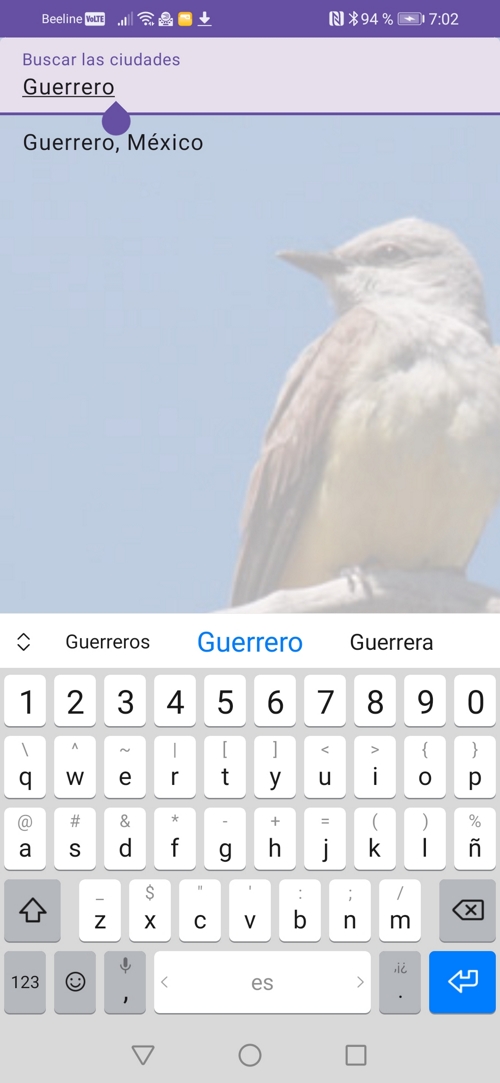 Beeline VoLTE 94 % 7:02
Buscar las ciudades
Guerrero
Guerrero, México
Guerreros Guerrero Guerrera
1 2 3 4 5 6 7 8 9 0
\ ^ ~ | [ ] < > { }
q w e r t y u i o p
@ # & * - + = ( ) %
a s d f g h j k l ñ
_ $ " ' : ; /
z x c v b n m
123 , < es > ,¡¿ .